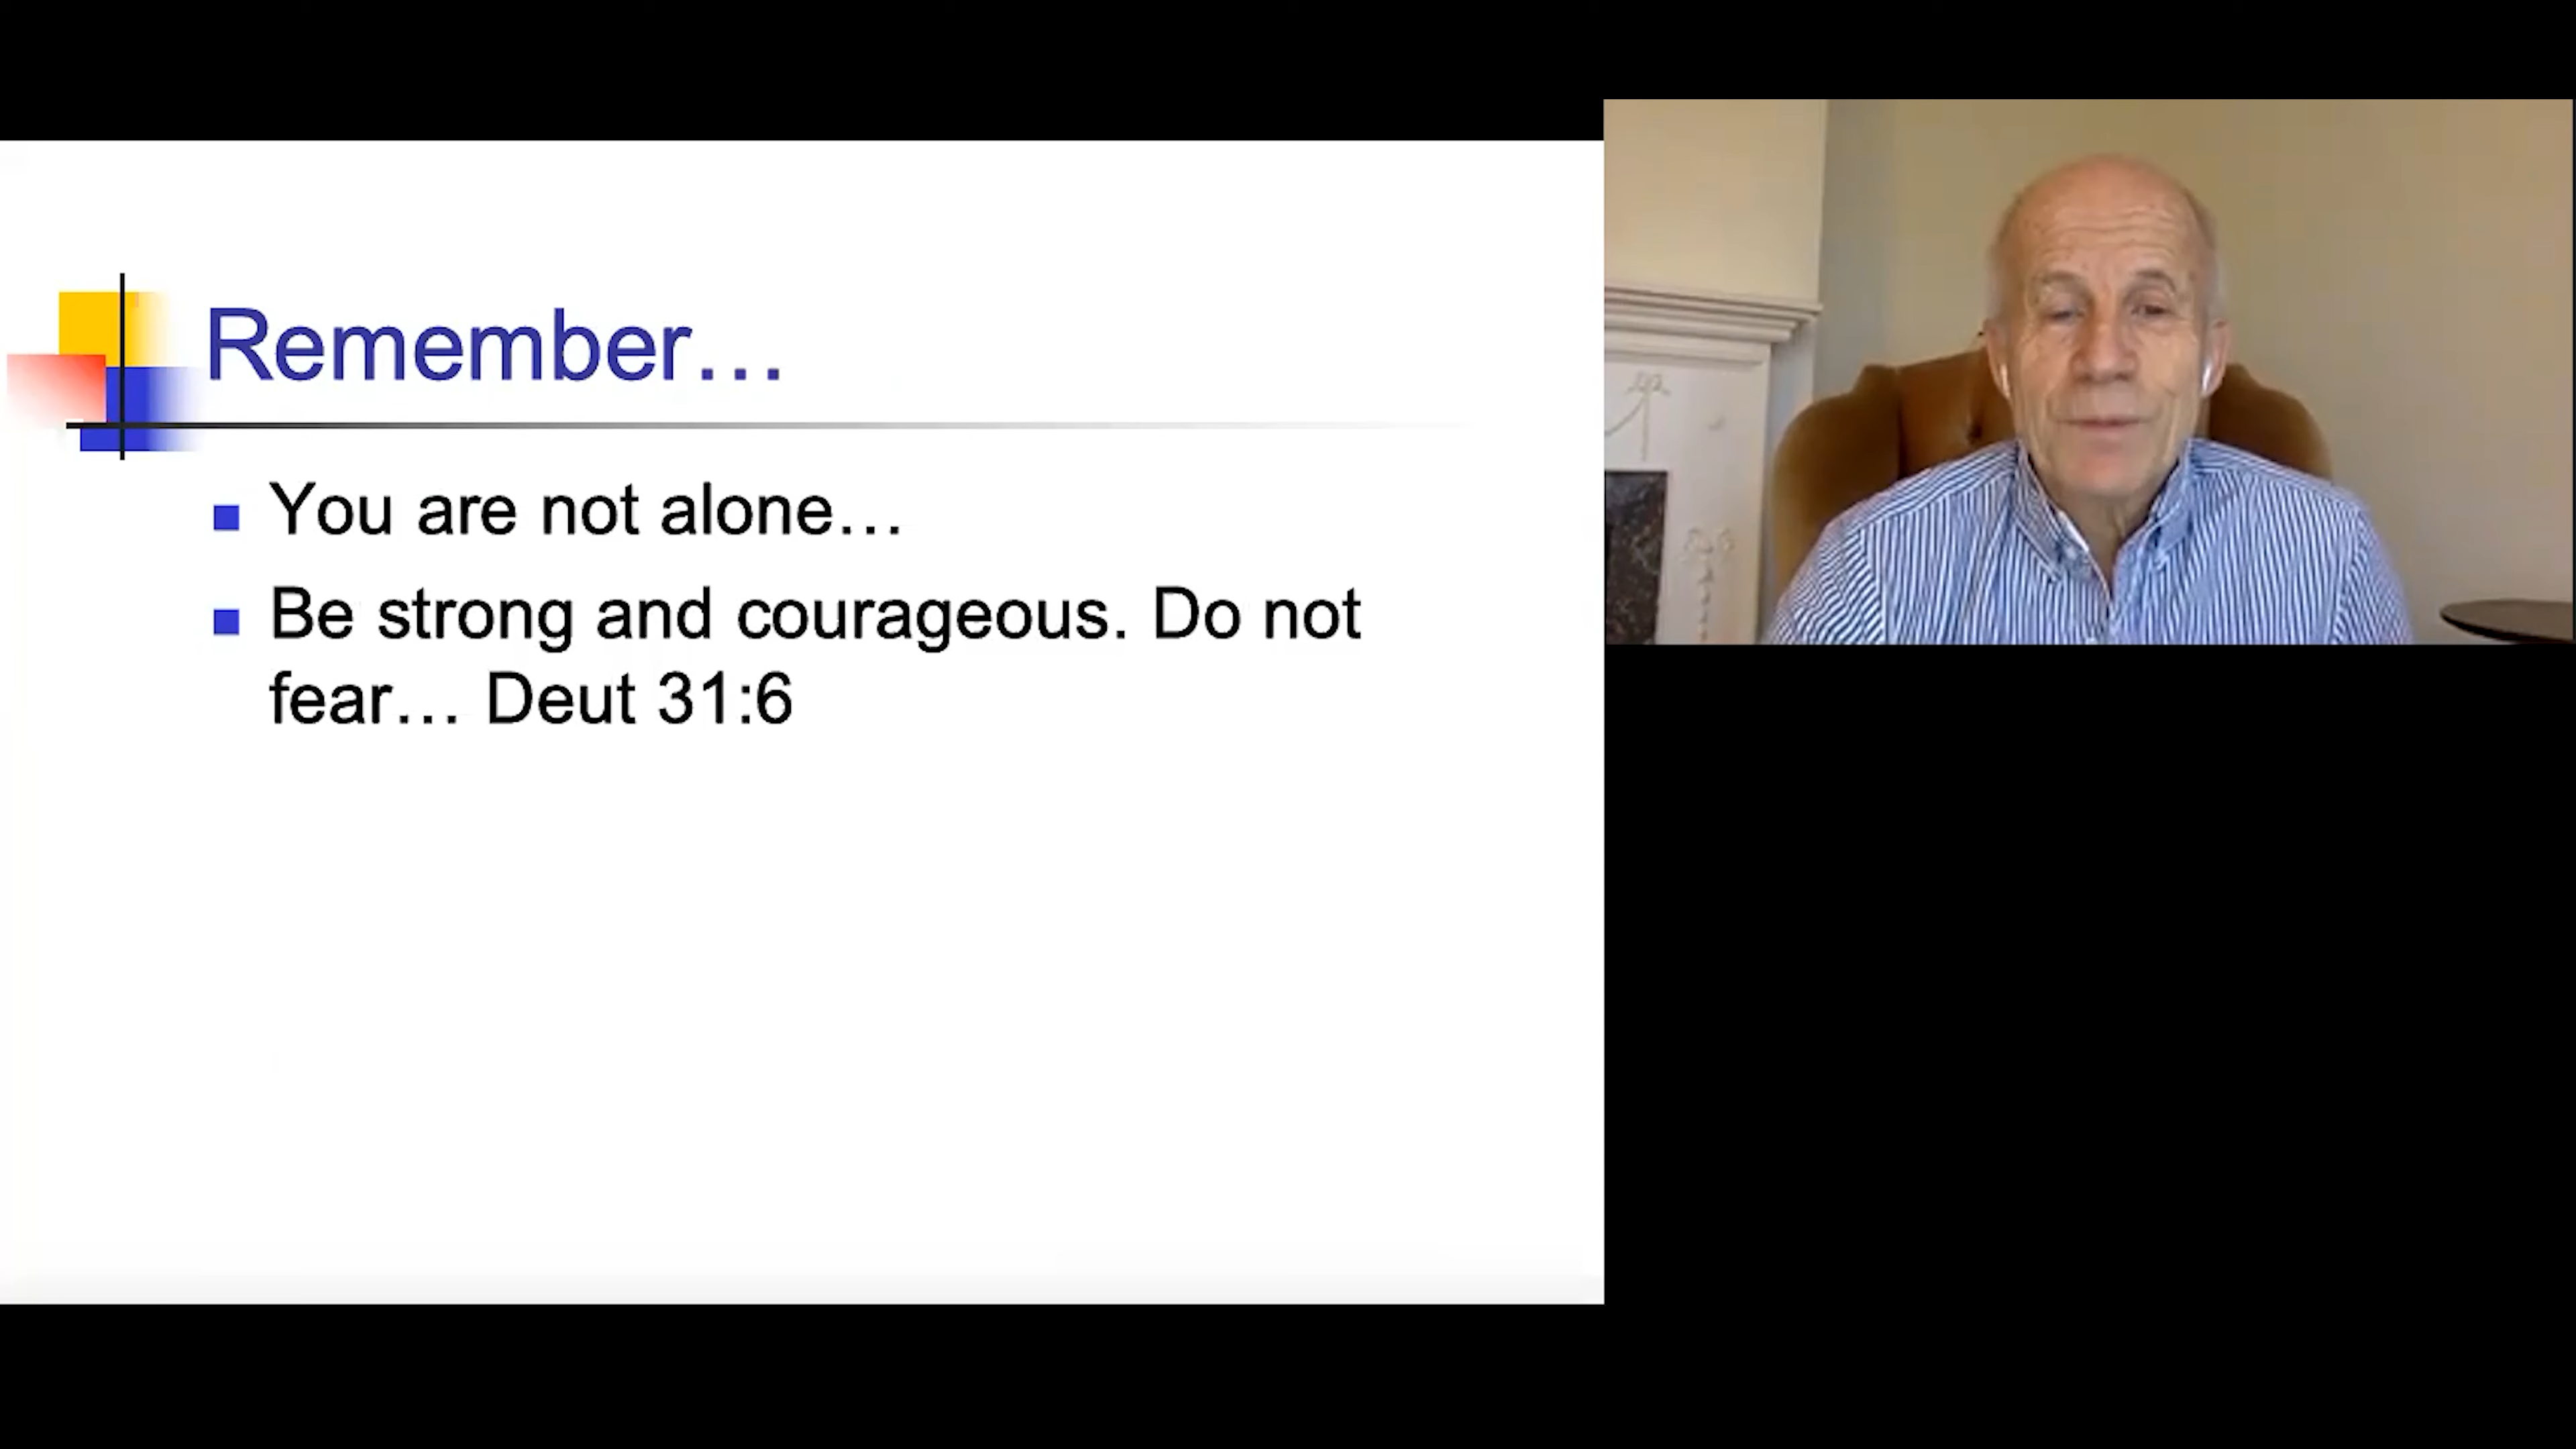 Remember…
You are not alone…
Be strong and courageous. Do not
fear… Deut 31:6